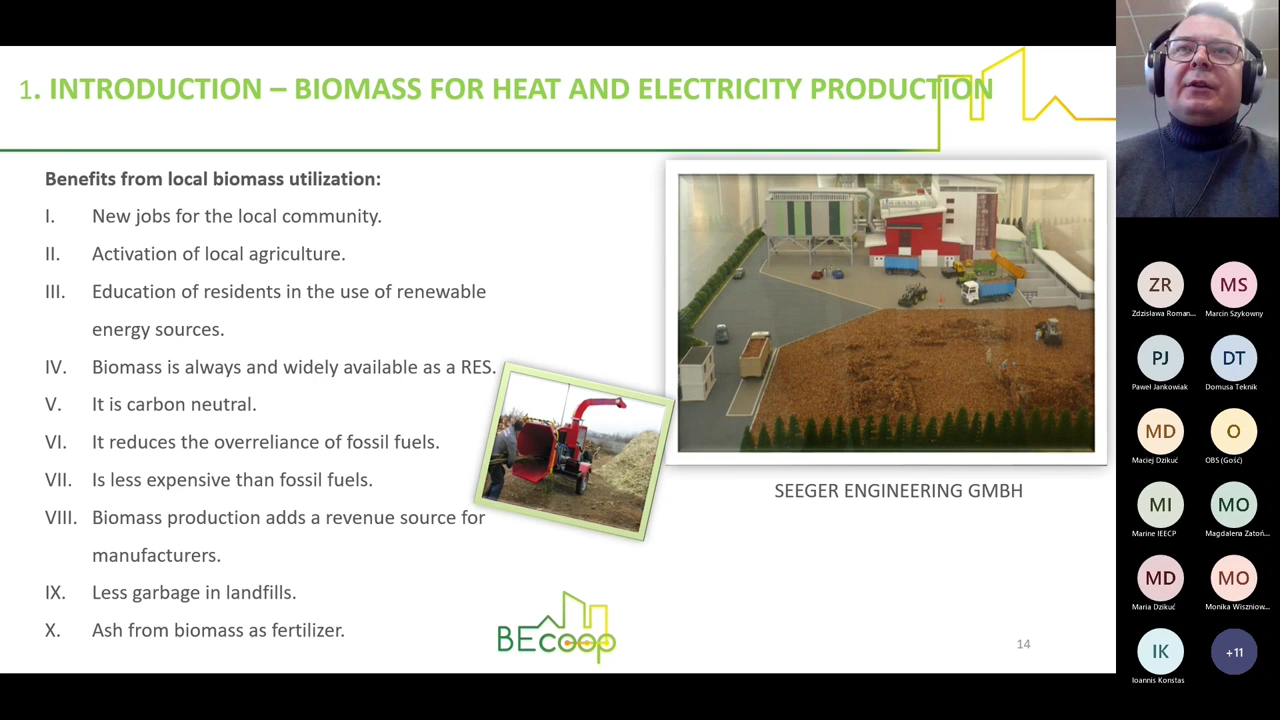 1. INTRODUCTION – BIOMASS FOR HEAT AND ELECTRICITY PRODUCTION
Benefits from local biomass utilization:
I. New jobs for the local community.
II. Activation of local agriculture.
III. Education of residents in the use of renewable
energy sources.
IV. Biomass is always and widely available as a RES.
V. It is carbon neutral.
VI. It reduces the overreliance of fossil fuels.
VII. Is less expensive than fossil fuels.
VIII. Biomass production adds a revenue source for
manufacturers.
IX. Less garbage in landfills.
X. Ash from biomass as fertilizer.
SEEGER ENGINEERING GMBH
BECoop
14
ZR
MS
Zdzisława Roman...
Marcin Szykowny
PJ
DT
Paweł Jankowiak
Domusa Teknik
MD
O
Maciej Dzikuć
OBS (Gość)
MI
MO
Marine IEECP
Magdalena Zatoń...
MD
MO
Maria Dzikuć
Monika Wiszniow...
IK
+11
Ioannis Konstas